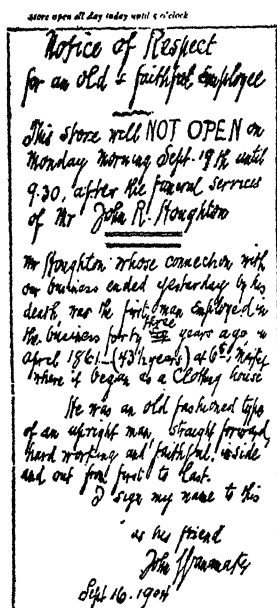 Store open all day today until 5 o'clock
Notice of Respect
for an old & faithful Employee
This store will NOT OPEN on
Monday Morning Sept. 19th until
9.30, after the funeral services
of Mr John R. Houghton
Mr Houghton whose connection with
our business ended yesterday by his
death was the first man employed in
the business forty three years ago in
April 1861 - (43½ years) at 6th & Market
where it began as a Clothing house
He was an old fashioned type
of an upright man, straight forward
hard working and faithful inside
and out from first to last.
I sign my name to this
as his friend
John Wanamaker
Sept 16. 1904